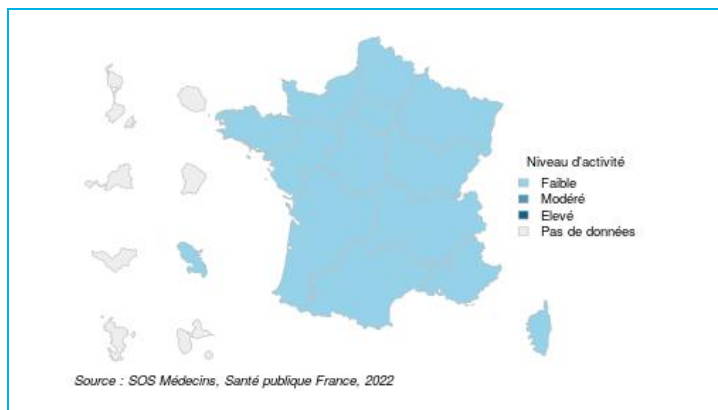 Niveau d'activité
Faible
Modéré
Elevé
Pas de données
Source : SOS Médecins, Santé publique France, 2022